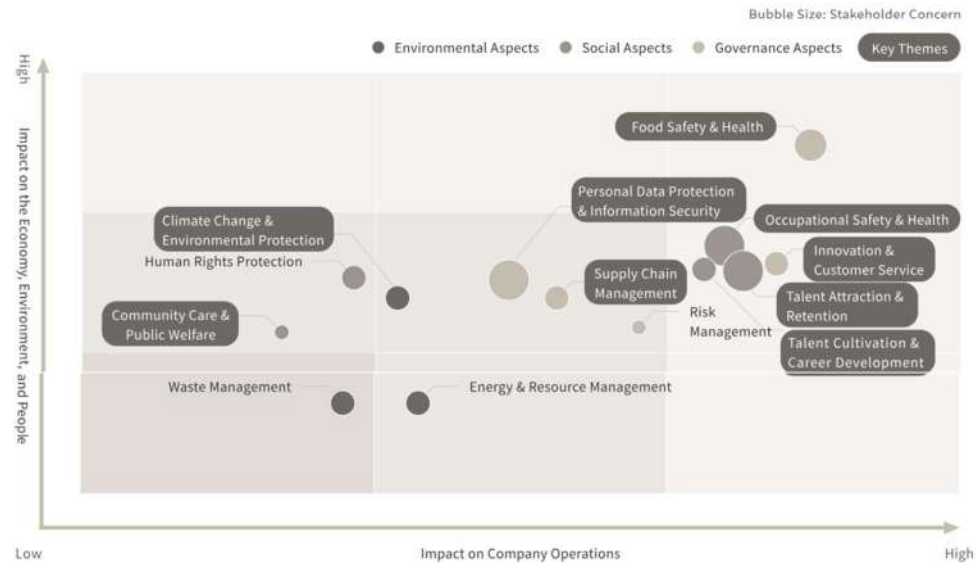 Bubble Size: Stakeholder Concern
Environmental Aspects
Social Aspects
Governance Aspects
Key Themes
High
Impact on the Economy, Environment, and People
Food Safety & Health
Personal Data Protection
& Information Security
Climate Change &
Environmental Protection
Occupational Safety & Health
Human Rights Protection
Innovation &
Customer Service
Supply Chain
Management
Talent Attraction &
Retention
Community Care &
Public Welfare
Risk
Management
Talent Cultivation &
Career Development
Waste Management
Energy & Resource Management
Low
Impact on Company Operations
High